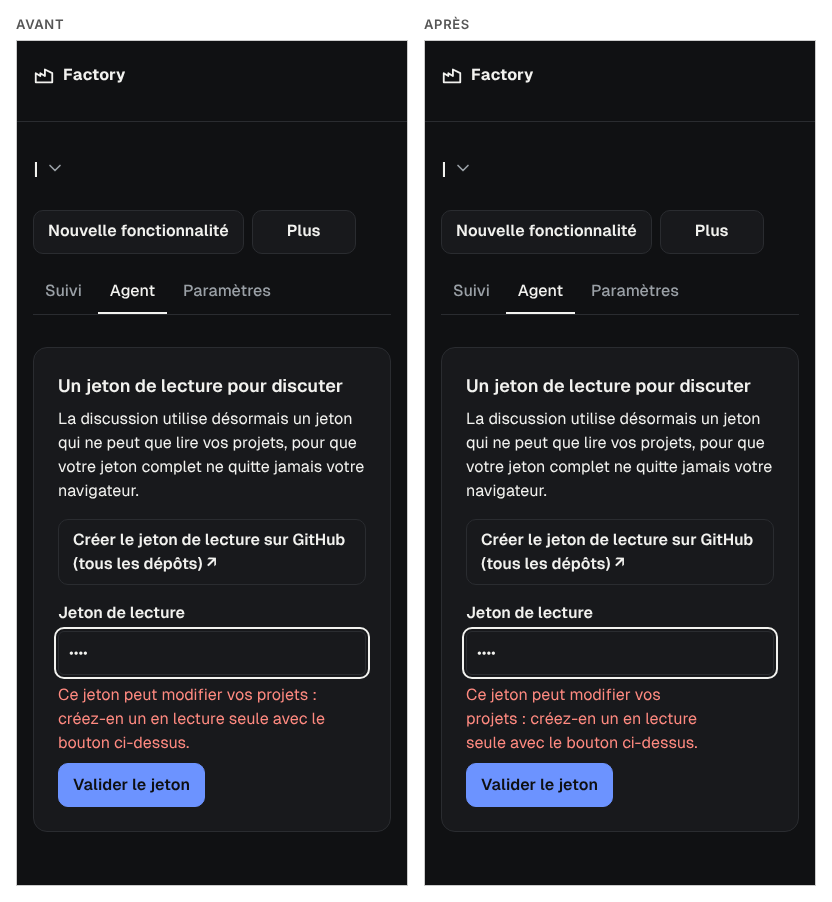 AVANT
Factory
Nouvelle fonctionnalité
Plus
Suivi
Agent
Paramètres
Un jeton de lecture pour discuter
La discussion utilise désormais un jeton
qui ne peut que lire vos projets, pour que
votre jeton complet ne quitte jamais votre
navigateur.
Créer le jeton de lecture sur GitHub
(tous les dépôts) ↗
Jeton de lecture
••••
Ce jeton peut modifier vos projets :
créez-en un en lecture seule avec le
bouton ci-dessus.
Valider le jeton
APRÈS
Factory
Nouvelle fonctionnalité
Plus
Suivi
Agent
Paramètres
Un jeton de lecture pour discuter
La discussion utilise désormais un jeton
qui ne peut que lire vos projets, pour que
votre jeton complet ne quitte jamais votre
navigateur.
Créer le jeton de lecture sur GitHub
(tous les dépôts) ↗
Jeton de lecture
••••
Ce jeton peut modifier vos
projets : créez-en un en lecture
seule avec le bouton ci-dessus.
Valider le jeton